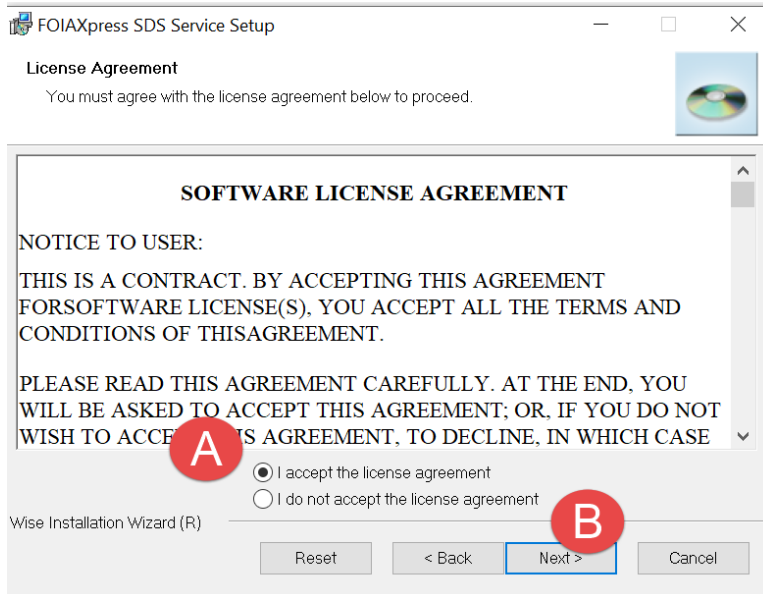 FOIAXpress SDS Service Setup
License Agreement
You must agree with the license agreement below to proceed.
SOFTWARE LICENSE AGREEMENT
NOTICE TO USER:
THIS IS A CONTRACT. BY ACCEPTING THIS AGREEMENT
FORSOFTWARE LICENSE(S), YOU ACCEPT ALL THE TERMS AND
CONDITIONS OF THISAGREEMENT.
PLEASE READ THIS AGREEMENT CAREFULLY. AT THE END, YOU
WILL BE ASKED TO ACCEPT THIS AGREEMENT; OR, IF YOU DO NOT
WISH TO AGREEMENT, TO DECLINE, IN WHICH CASE
A
I accept the license agreement
I do not accept the license agreement
B
Wise Installation Wizard (R)
Reset < Back Next > Cancel